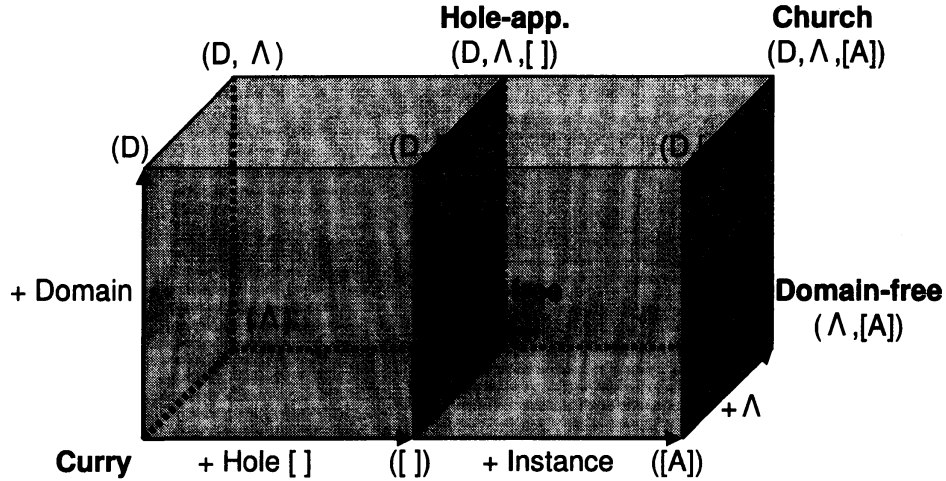 Hole-app.
Church
(D, Λ)
(D, Λ ,[ ])
(D, Λ ,[A])
(D)
(D
(D
+ Domain
Domain-free
(Λ ,[A])
+ Λ
Curry
+ Hole [ ]
([ ])
+ Instance
([A])